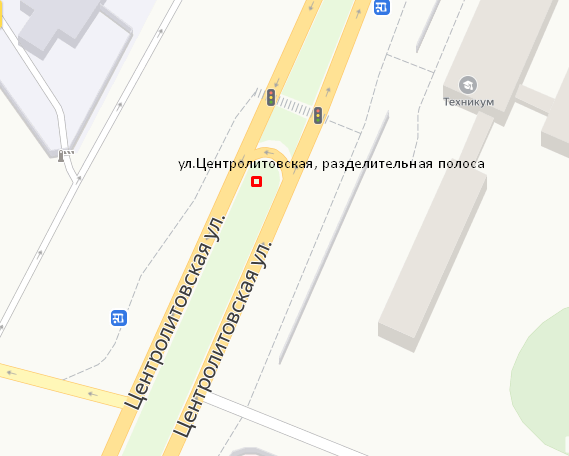 Техникум
ул.Центролитовская, разделительная полоса
Центролитовская ул.
Центролитовская ул.